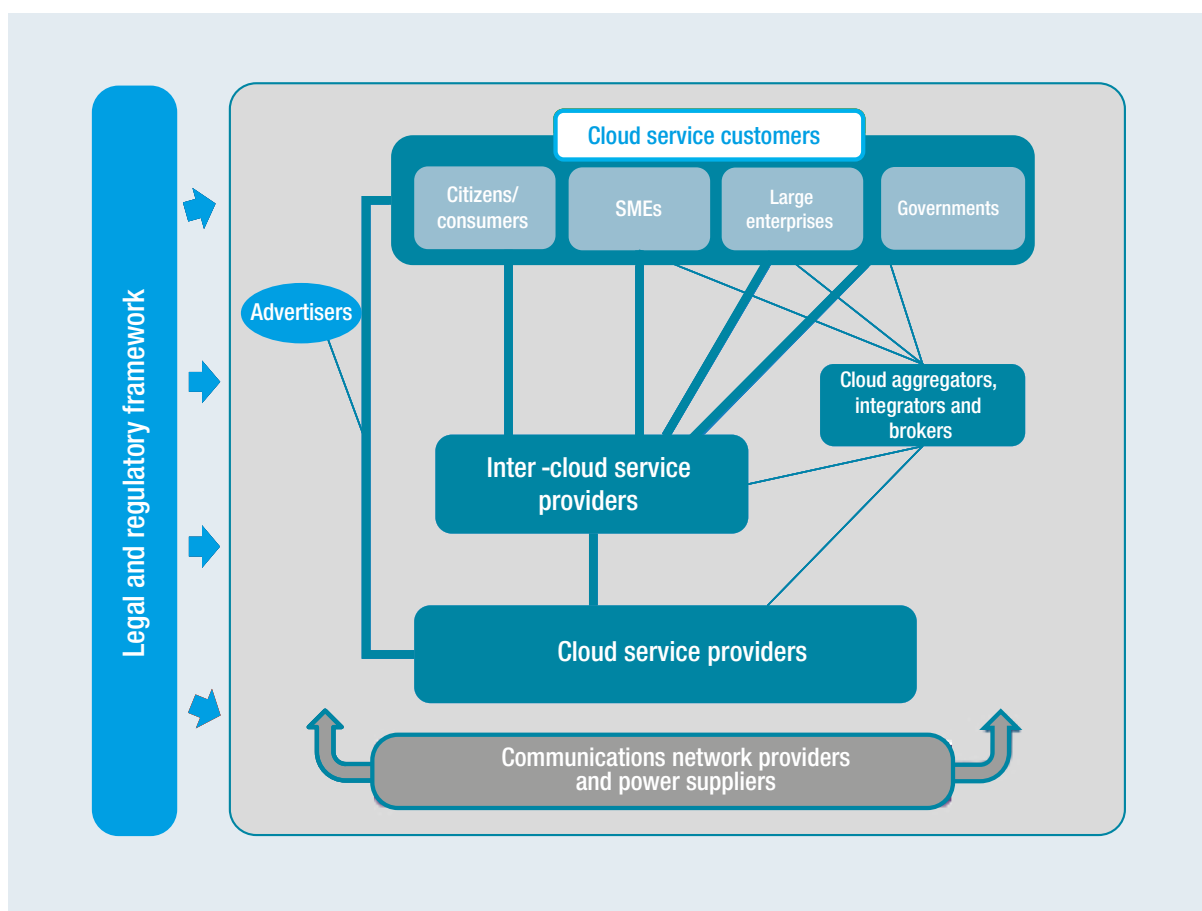 Legal and regulatory framework
Cloud service customers
Citizens/
consumers
SMEs
Large
enterprises
Governments
Advertisers
Cloud aggregators,
integrators and
brokers
Inter -cloud service
providers
Cloud service providers
Communications network providers
and power suppliers